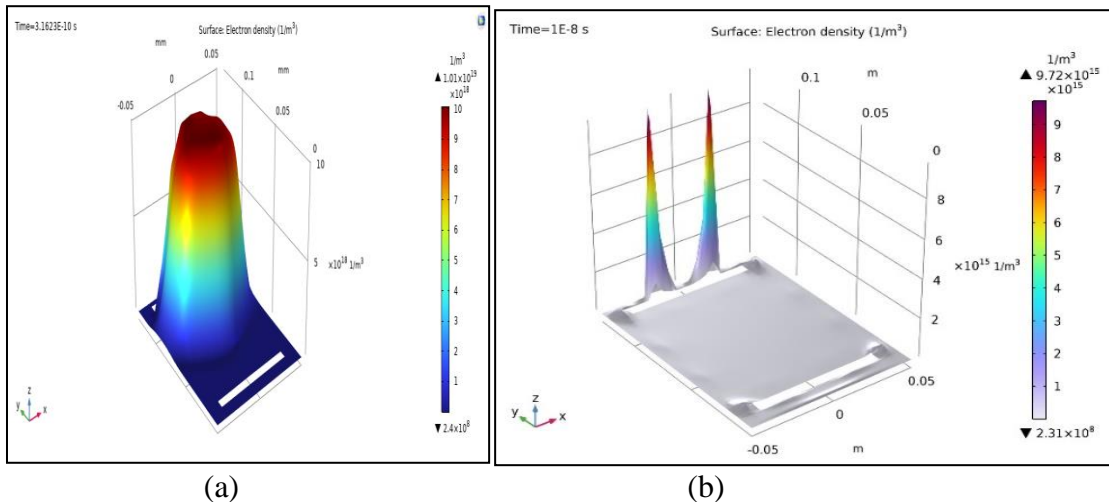 Time=3.1623E-10 s
Surface: Electron density (1/m³)
mm
0.05
mm
0
0.1
-0.05
0.05
0
10
5
×10¹⁸ 1/m³
1/m³
▲ 1.01×10¹⁹
×10¹⁸
10
9
8
7
6
5
4
3
2
1
▼ 2.4×10⁸
y z x
(a)
Time=1E-8 s
Surface: Electron density (1/m³)
0.1
m
0.05
0
8
6
×10¹⁵ 1/m³
4
2
0.05
0
m
-0.05
1/m³
▲ 9.72×10¹⁵
×10¹⁵
9
8
7
6
5
4
3
2
1
▼ 2.31×10⁸
y z x
(b)